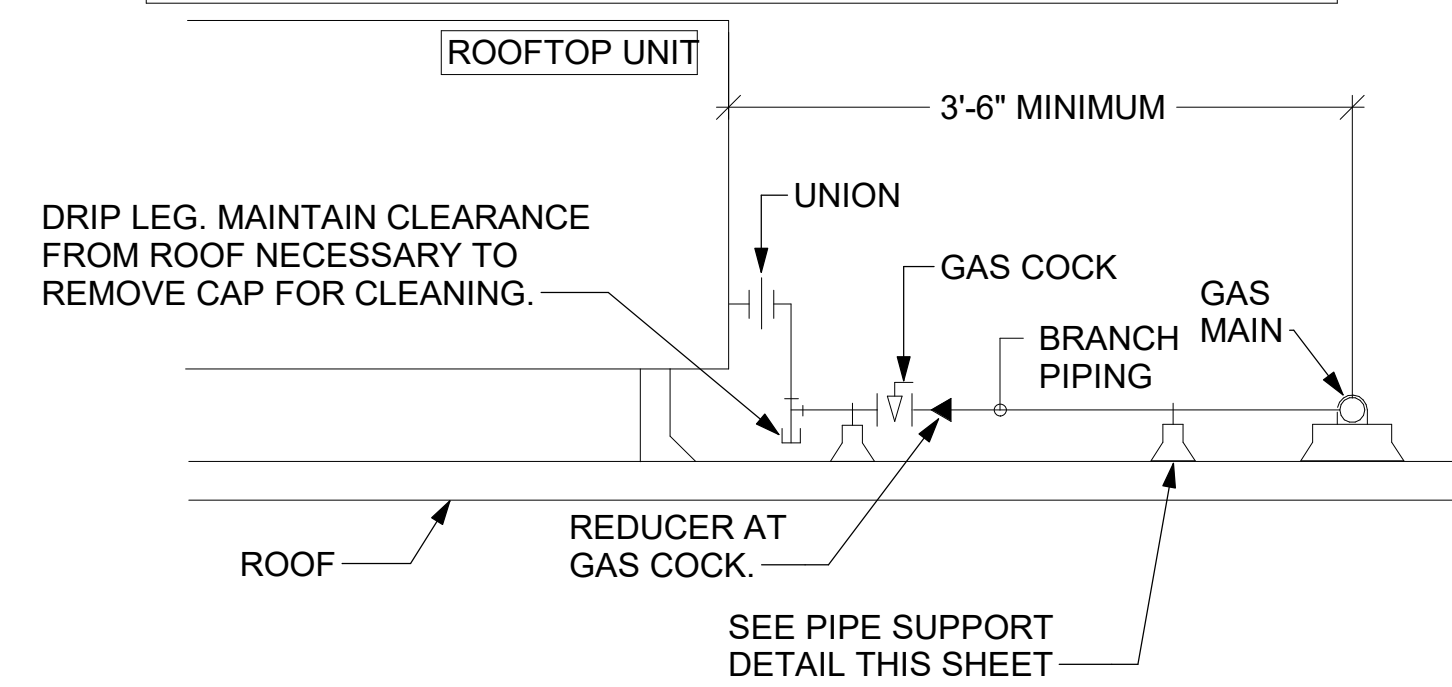 ROOFTOP UNIT
3'-6" MINIMUM
UNION
DRIP LEG. MAINTAIN CLEARANCE
FROM ROOF NECESSARY TO
REMOVE CAP FOR CLEANING.
GAS COCK
GAS
MAIN
BRANCH
PIPING
REDUCER AT
GAS COCK.
ROOF
SEE PIPE SUPPORT
DETAIL THIS SHEET